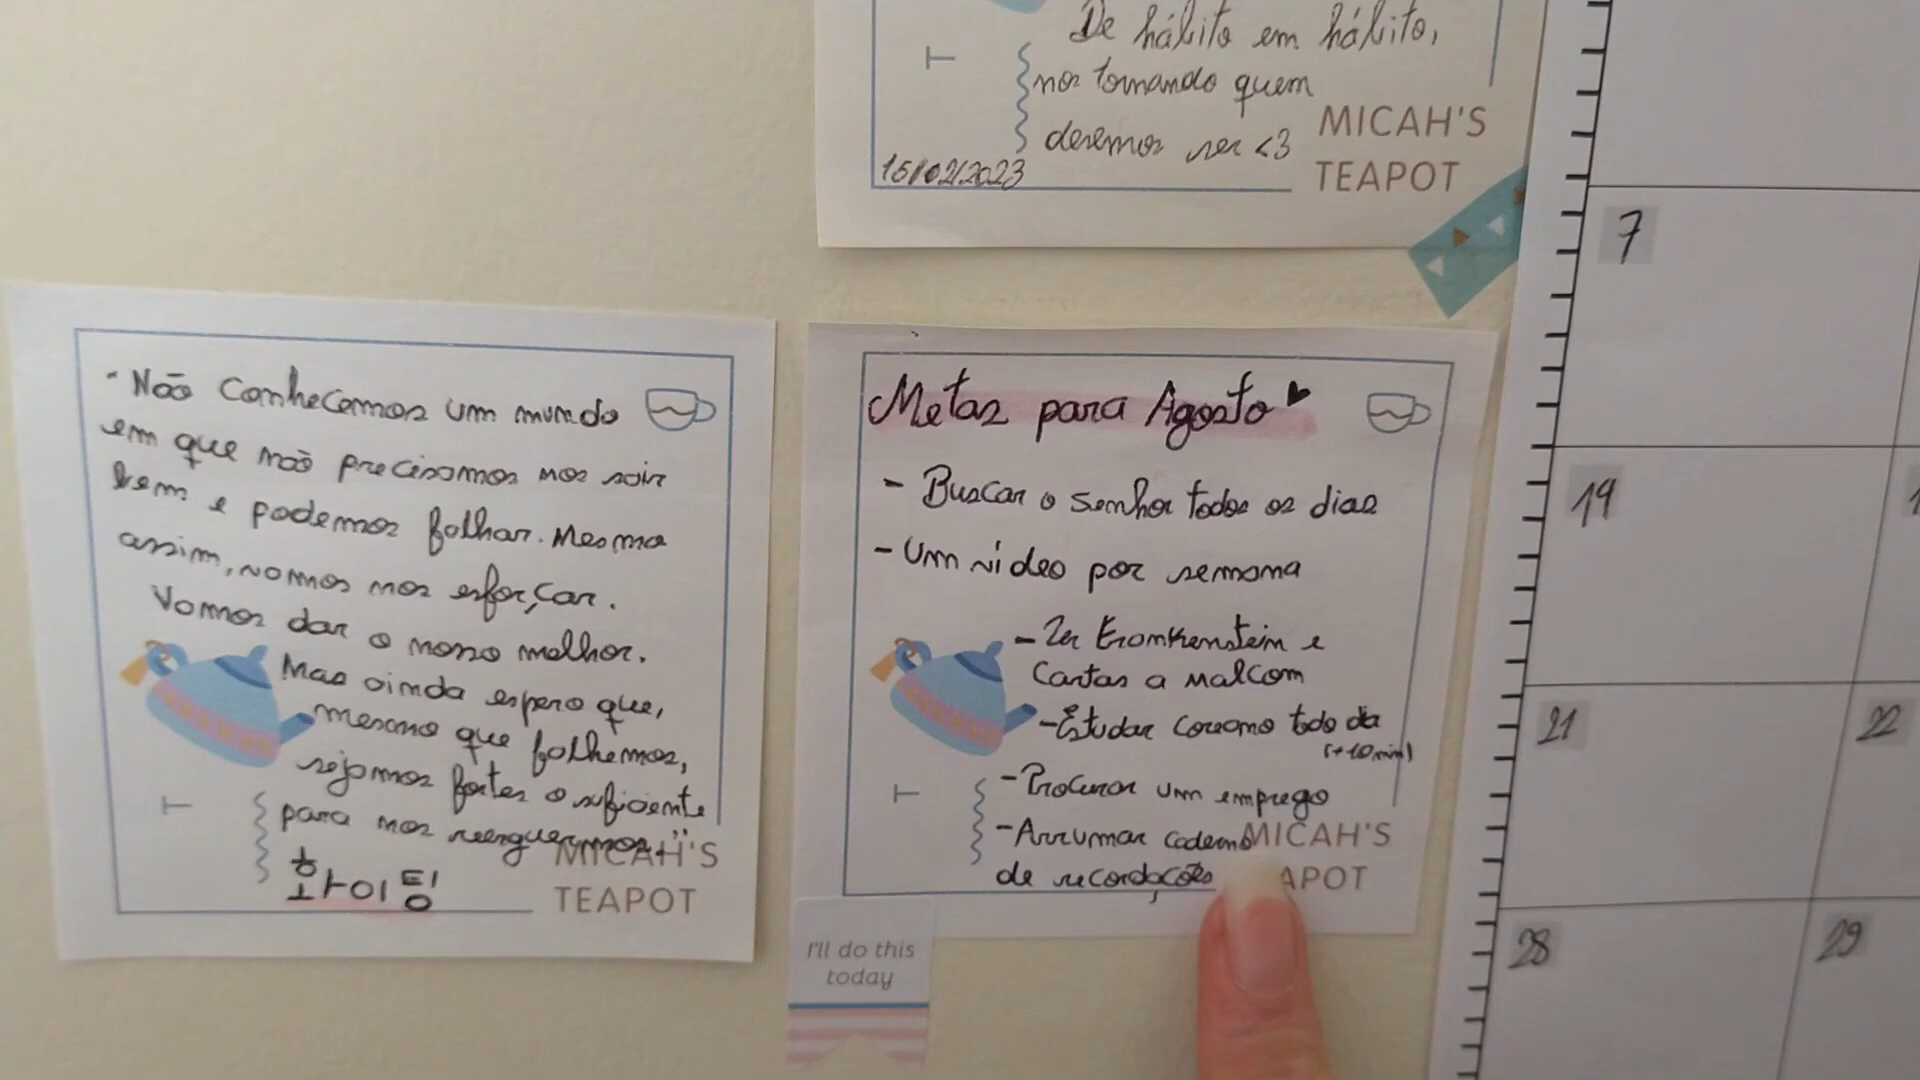 De hábito em hábito,
nos tornando quem
devemos ser <3
15/02/2023
MICAH'S
TEAPOT
"Não conhecemos um mundo
em que não precisamos nos sair
bem e podemos falhar. Mesmo
assim, vamos nos esforçar.
Vamos dar o nosso melhor.
Mas ainda espero que,
mesmo que falhemos,
sejamos fortes o suficiente
para nos reerguermos."
화이팅
MICAH'S
TEAPOT
Metas para Agosto ♥
- Buscar o Senhor todos os dias
- Um vídeo por semana
- Ler Frankenstein e
Cartas a Malcom
- Estudar coreano todo dia
(+10min)
- Procurar um emprego
- Arrumar caderno
de recordações
MICAH'S
APOT
I'll do this
today
7
14
21
22
28
29